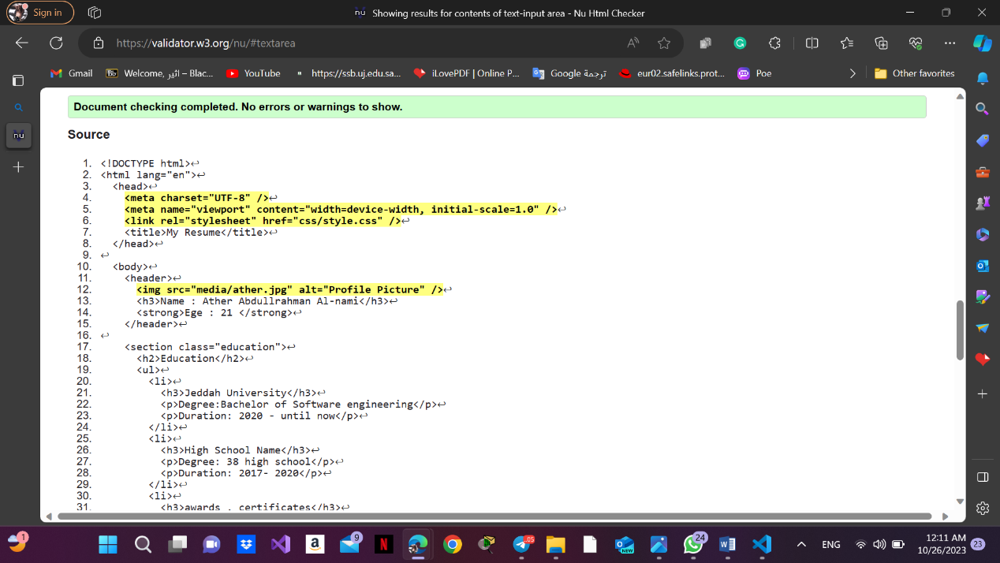 Sign in
nu Showing results for contents of text-input area - Nu Html Checker
https://validator.w3.org/nu/#textarea
Gmail
Bb Welcome, اثير – Blac...
YouTube
https://ssb.uj.edu.sa...
iLovePDF | Online P...
Google ترجمة
eur02.safelinks.prot...
Poe
Other favorites
nu
Document checking completed. No errors or warnings to show.
Source
1. <!DOCTYPE html>↩
2. <html lang="en">↩
3. <head>↩
4. <meta charset="UTF-8" />↩
5. <meta name="viewport" content="width=device-width, initial-scale=1.0" />↩
6. <link rel="stylesheet" href="css/style.css" />↩
7. <title>My Resume</title>↩
8. </head>↩
9. ↩
10. <body>↩
11. <header>↩
12. <img src="media/ather.jpg" alt="Profile Picture" />↩
13. <h3>Name : Ather Abdullrahman Al-nami</h3>↩
14. <strong>Ege : 21 </strong>↩
15. </header>↩
16. ↩
17. <section class="education">↩
18. <h2>Education</h2>↩
19. <ul>↩
20. <li>↩
21. <h3>Jeddah University</h3>↩
22. <p>Degree:Bachelor of Software engineering</p>↩
23. <p>Duration: 2020 - until now</p>↩
24. </li>↩
25. <li>↩
26. <h3>High School Name</h3>↩
27. <p>Degree: 38 high school</p>↩
28. <p>Duration: 2017- 2020</p>↩
29. </li>↩
30. <li>↩
31. <h3>awards . certificates</h3>↩
1
a
9
N
NEW
24
W
ENG
12:11 AM
10/26/2023
23